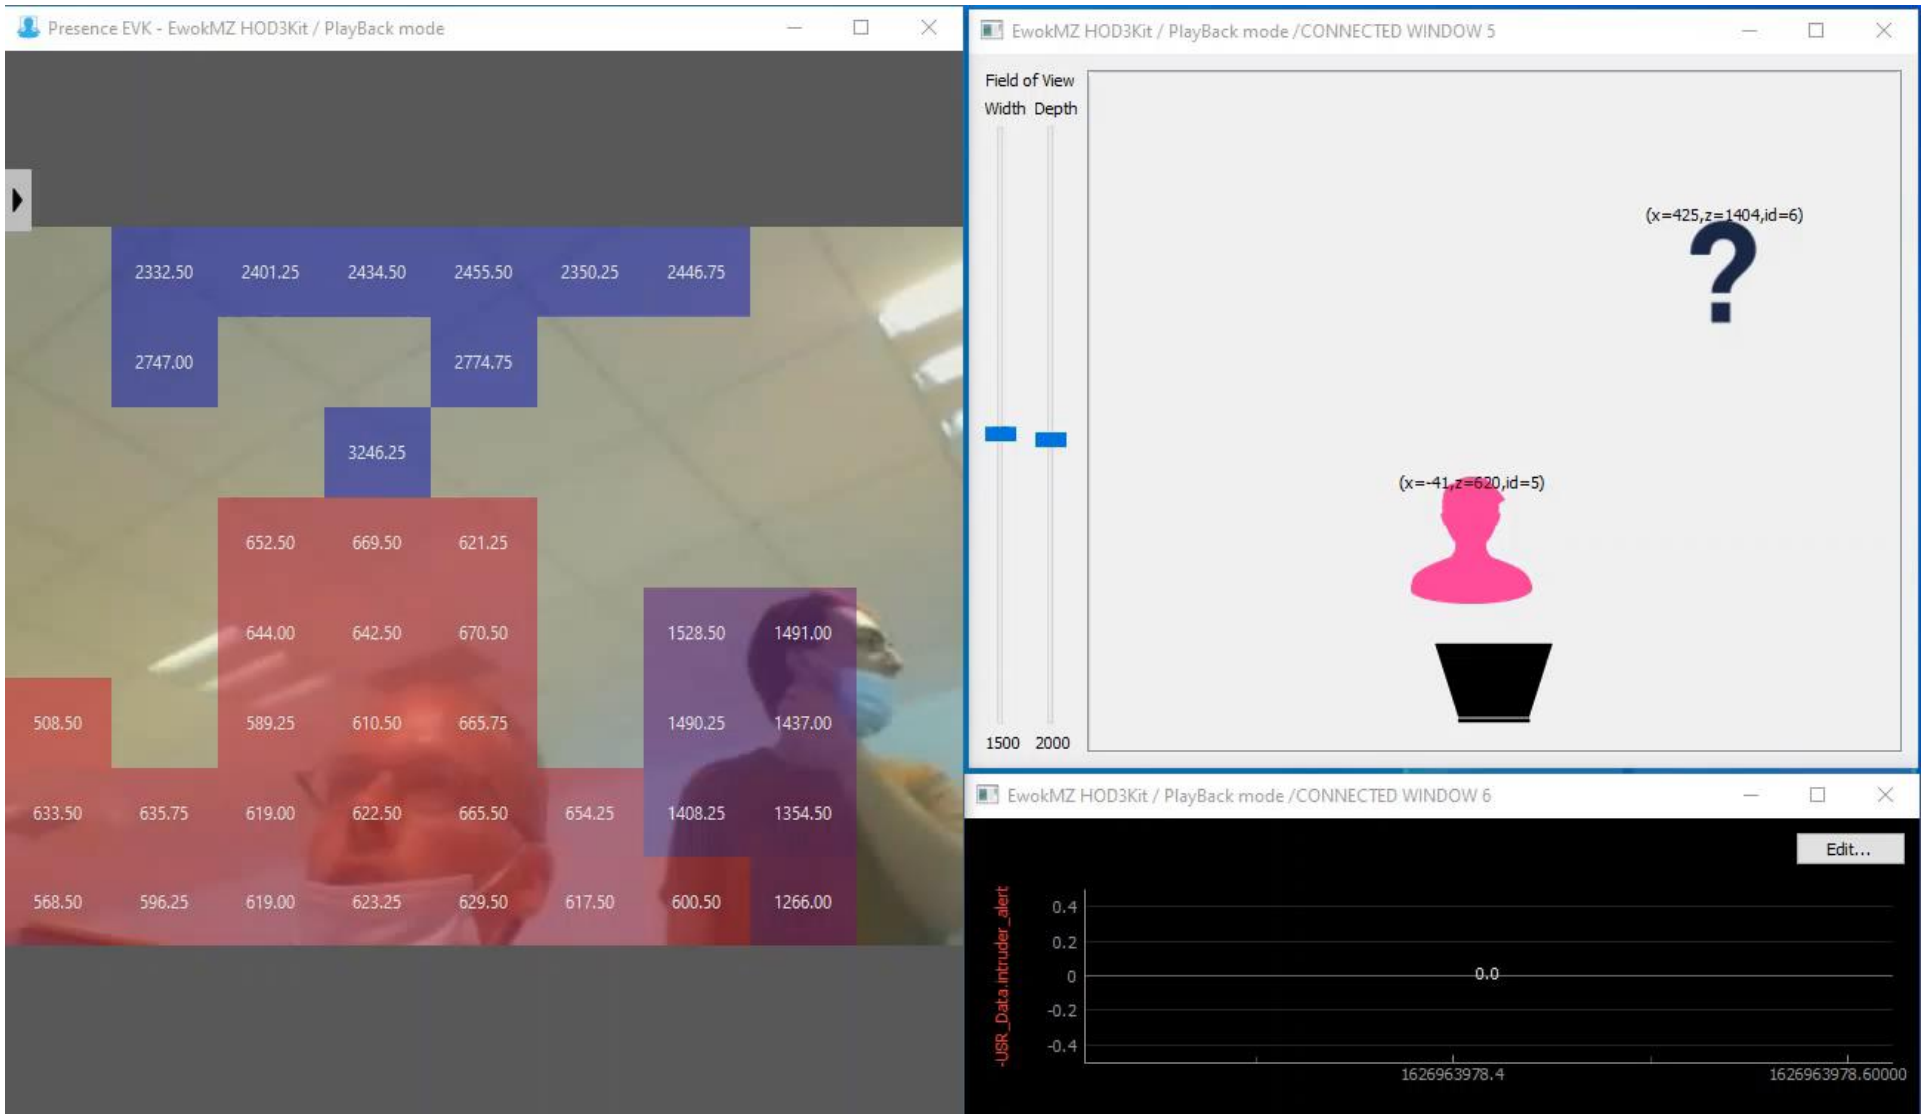 Presence EVK - EwokMZ HOD3Kit / PlayBack mode
2332.50 2401.25 2434.50 2455.50 2350.25 2446.75
2747.00 2774.75
3246.25
652.50 669.50 621.25
644.00 642.50 670.50 1528.50 1491.00
508.50 589.25 610.50 665.75 1490.25 1437.00
633.50 635.75 619.00 622.50 665.50 654.25 1408.25 1354.50
568.50 596.25 619.00 623.25 629.50 617.50 600.50 1266.00
EwokMZ HOD3Kit / PlayBack mode /CONNECTED WINDOW 5
Field of View
Width Depth
(x=425,z=1404,id=6)
?
(x=-41,z=620,id=5)
1500 2000
EwokMZ HOD3Kit / PlayBack mode /CONNECTED WINDOW 6
Edit...
-USR_Data.intruder_alert
0.4
0.2
0
0.0
-0.2
-0.4
1626963978.4 1626963978.60000